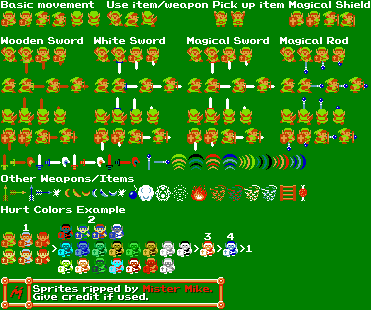 Basic movement Use item/weapon Pick up item Magical Shield
Wooden Sword White Sword Magical Sword Magical Rod
Other Weapons/Items
Hurt Colors Example
1 2
3 4
> > >1
Sprites ripped by Mister Mike.
Give credit if used.